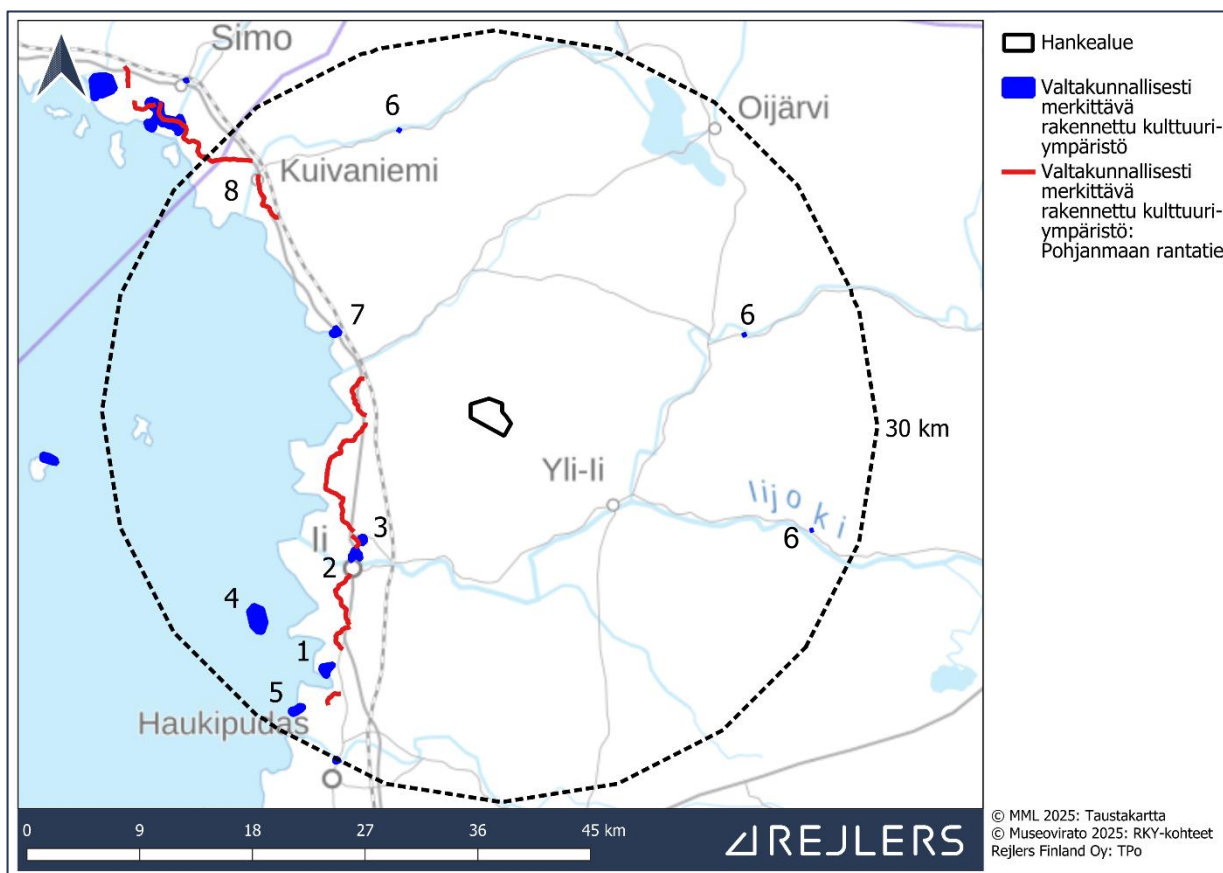 Simo
6
Oijärvi
Kuivaniemi
8
7
6
30 km
Yli-Ii
Iijoki
3
Ii
2
6
4
1
5
Haukipudas
Hankealue
Valtakunnallisesti
merkittävä
rakennettu kulttuuri-
ympäristö
Valtakunnallisesti
merkittävä
rakennettu kulttuuri-
ympäristö:
Pohjanmaan rantatie
0 9 18 27 36 45 km
REJLERS
© MML 2025: Taustakartta
© Museovirato 2025: RKY-kohteet
Rejlers Finland Oy: TPo